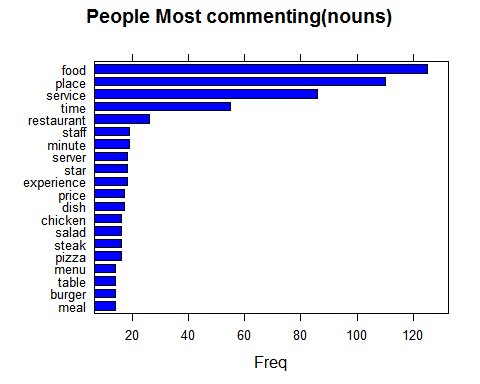 People Most commenting(nouns)
food
place
service
time
restaurant
staff
minute
server
star
experience
price
dish
chicken
salad
steak
pizza
menu
table
burger
meal
20 40 60 80 100 120
Freq